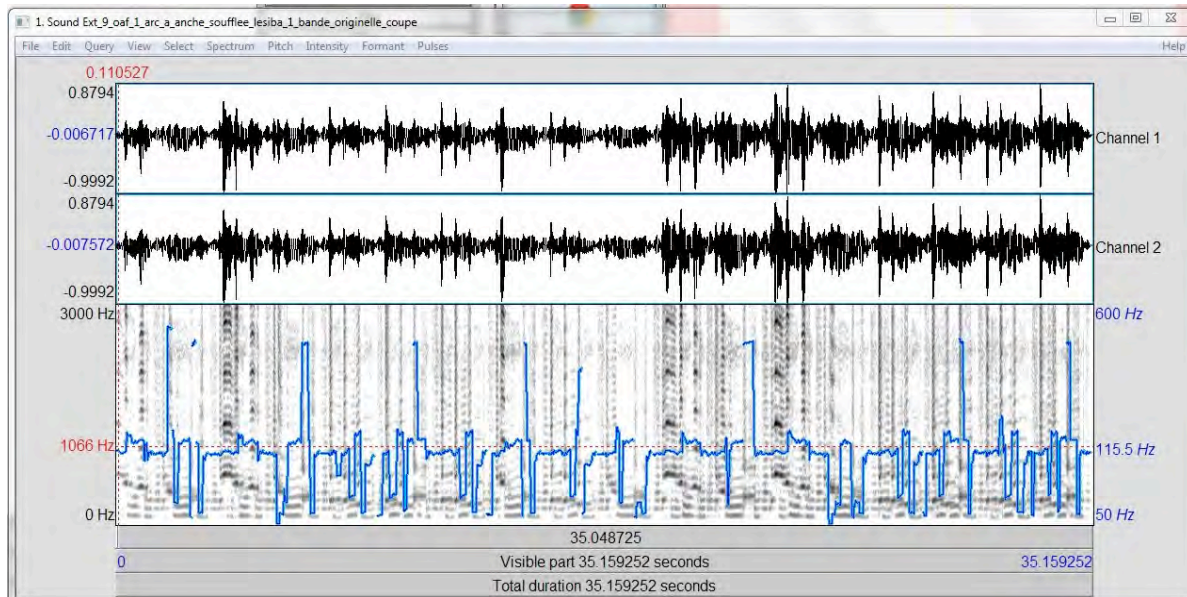 1. Sound Ext_9_oaf_1_arc_a_anche_soufflee_lesiba_1_bande_originelle_coupe
File Edit Query View Select Spectrum Pitch Intensity Formant Pulses Help
0.110527
0.8794
-0.006717 Channel 1
-0.9992
0.8794
-0.007572 Channel 2
-0.9992
3000 Hz 600 Hz
1066 Hz 115.5 Hz
0 Hz 50 Hz
35.048725
0 Visible part 35.159252 seconds 35.159252
Total duration 35.159252 seconds